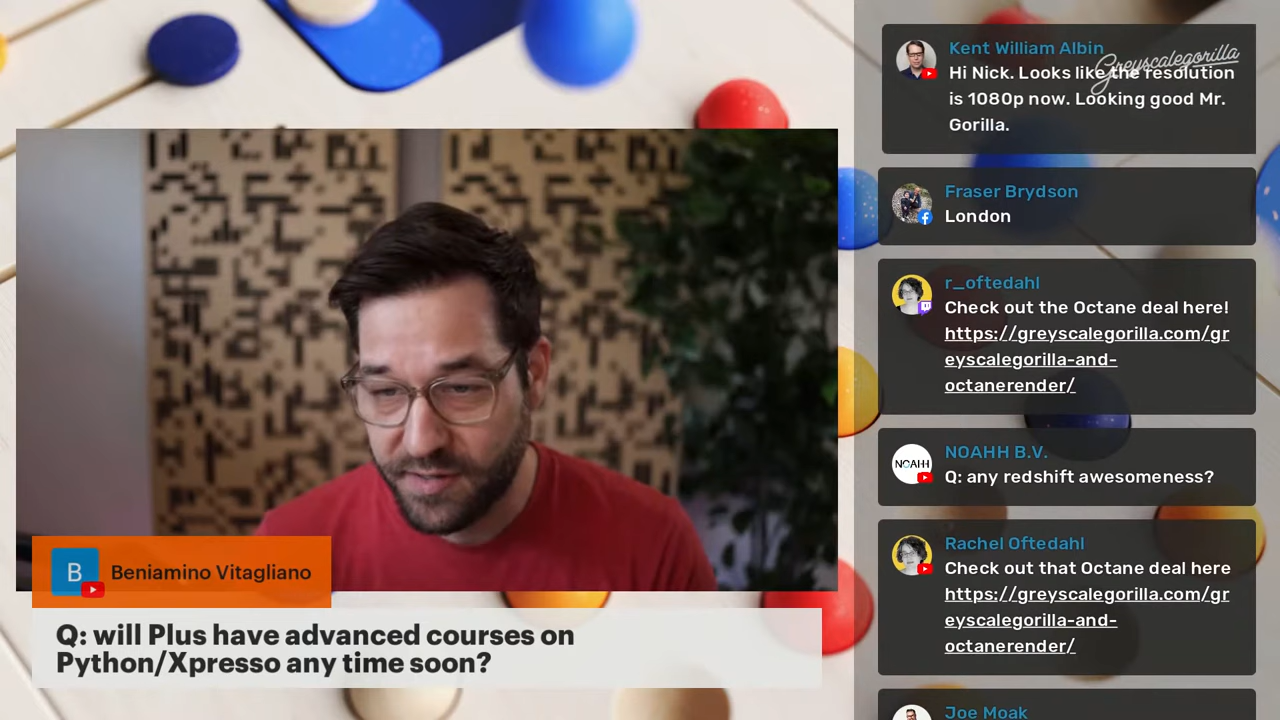 Kent William Albin
Greyscalegorilla
Hi Nick. Looks like the resolution
is 1080p now. Looking good Mr.
Gorilla.
Fraser Brydson
London
r_oftedahl
Check out the Octane deal here!
https://greyscalegorilla.com/gr
eyscalegorilla-and-
octanerender/
NOAHH
NOAHH B.V.
Q: any redshift awesomeness?
Rachel Oftedahl
Check out that Octane deal here
https://greyscalegorilla.com/gr
eyscalegorilla-and-
octanerender/
Joe Moak
B
Beniamino Vitagliano
Q: will Plus have advanced courses on
Python/Xpresso any time soon?